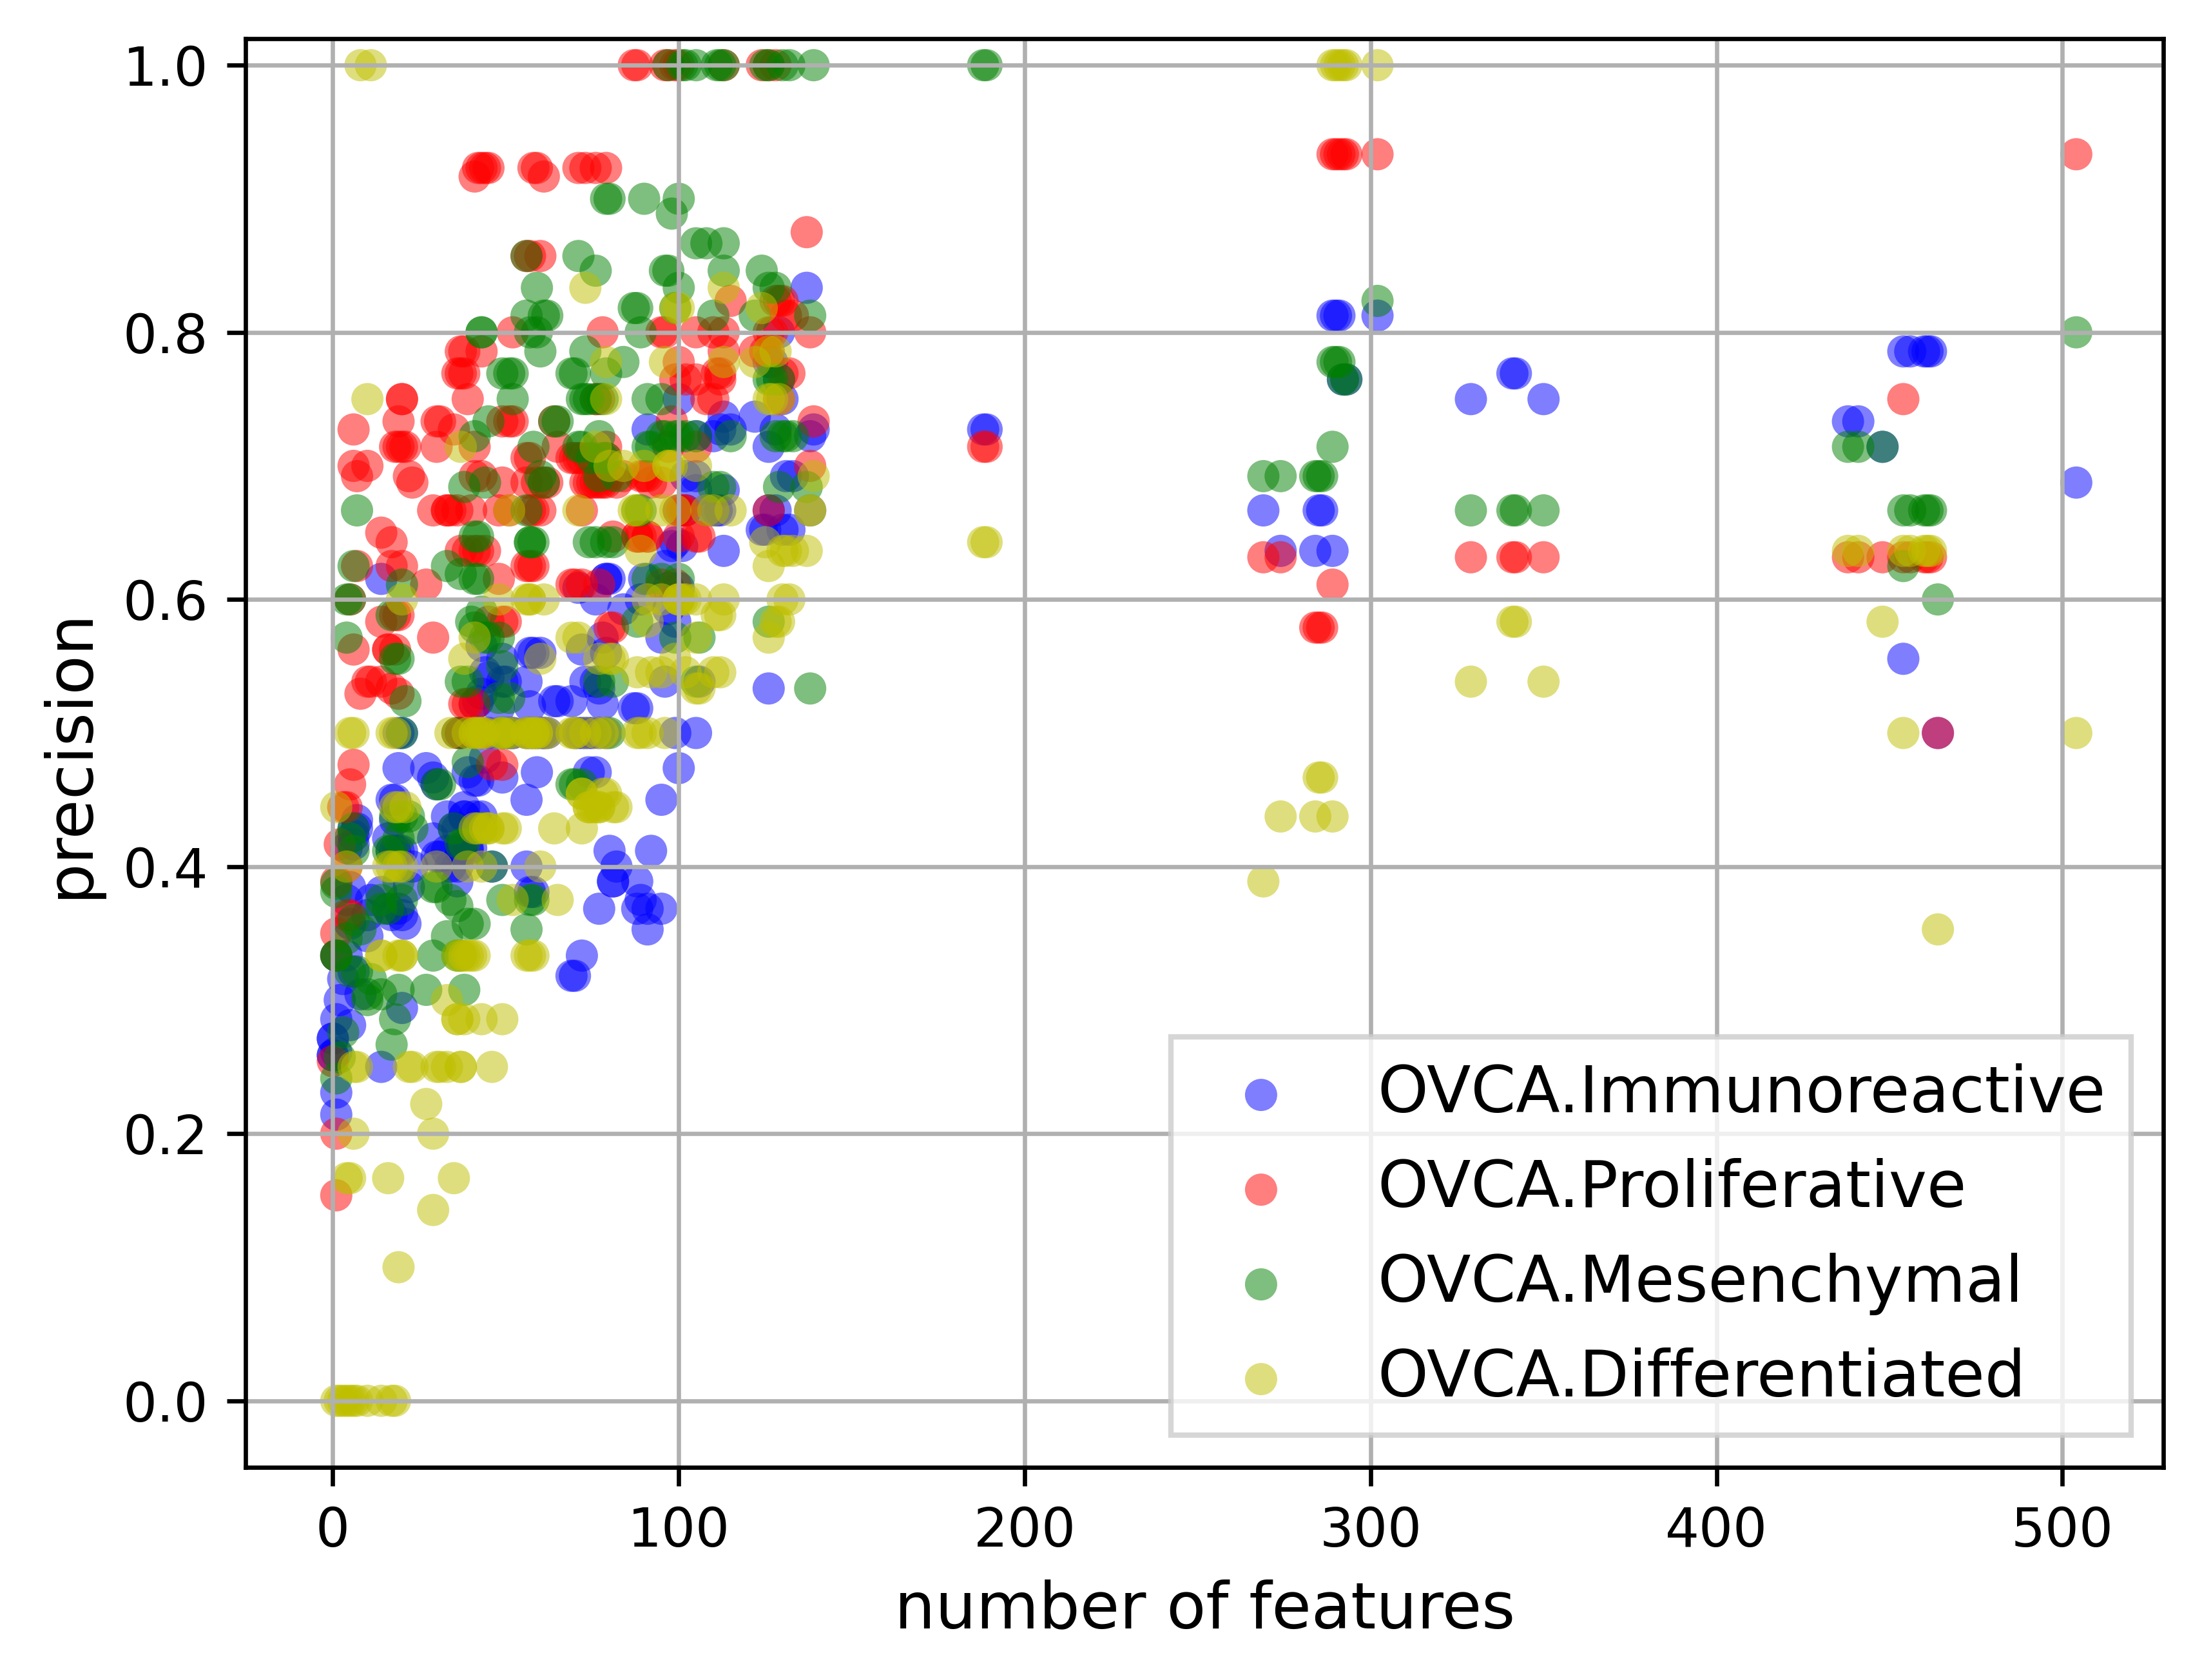 1.0
0.8
0.6
0.4
0.2
0.0
precision
0 100 200 300 400 500
number of features
OVCA.Immunoreactive
OVCA.Proliferative
OVCA.Mesenchymal
OVCA.Differentiated